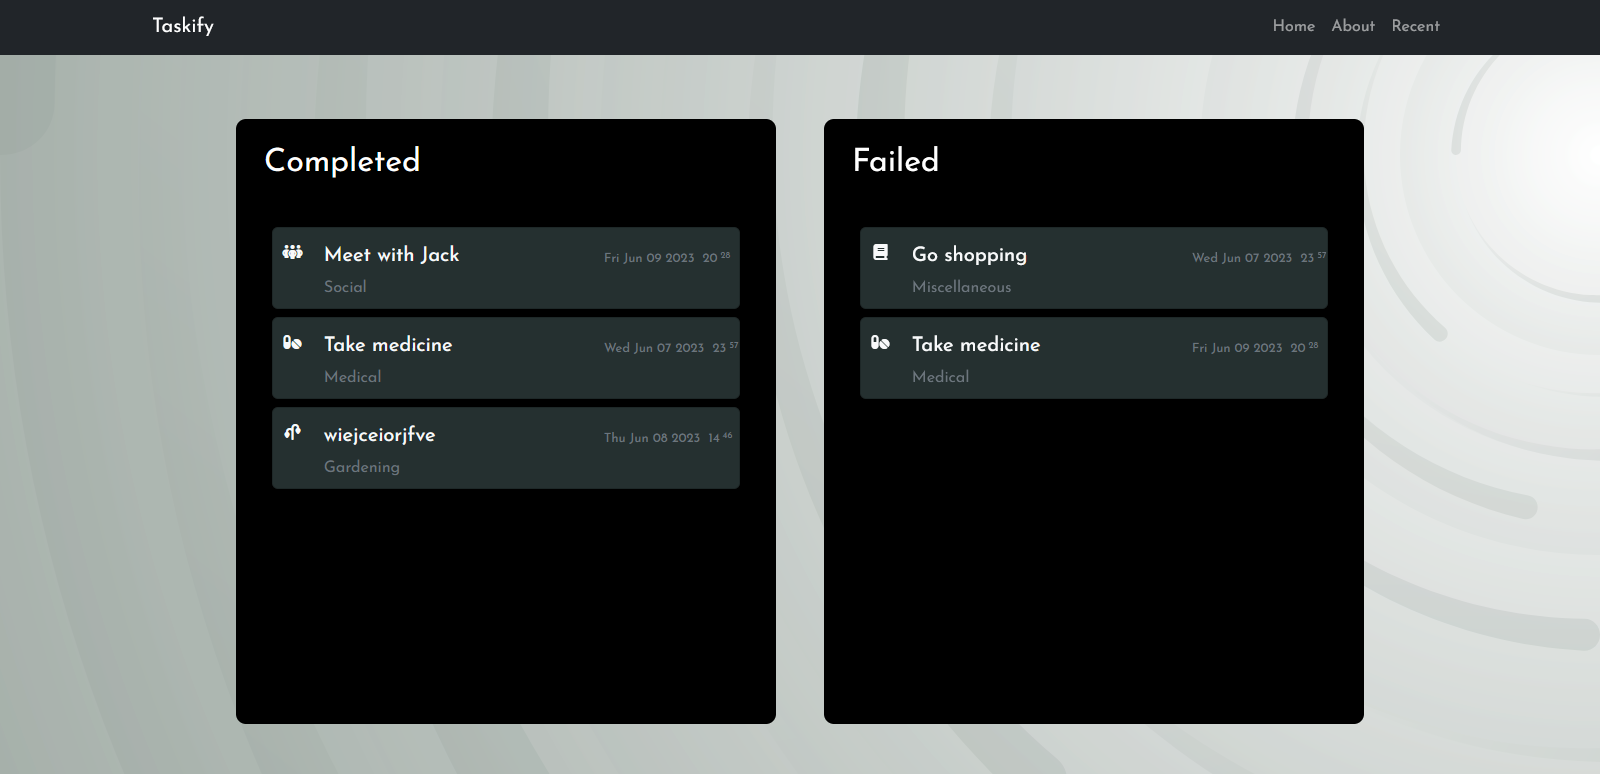 Taskify Home About Recent
Completed
Meet with Jack Fri Jun 09 2023 20 28
Social
Take medicine Wed Jun 07 2023 23 57
Medical
wiejceiorjfve Thu Jun 08 2023 14 46
Gardening
Failed
Go shopping Wed Jun 07 2023 23 57
Miscellaneous
Take medicine Fri Jun 09 2023 20 28
Medical